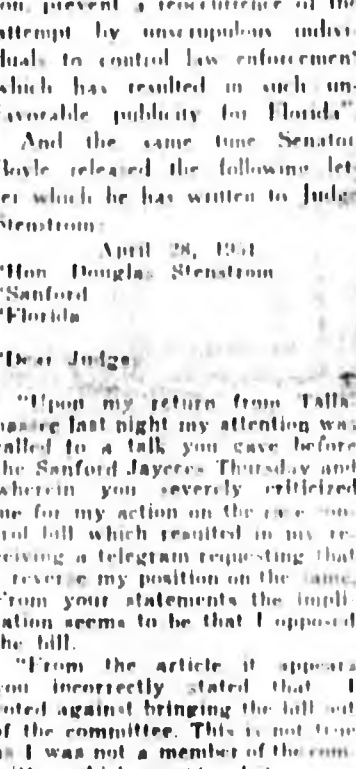 on, prevent a reoccurrence of the
attempt by unscrupulous indivi-
duals to control law enforcement
which has resulted in such un-
favorable publicity for Florida"
And the same time Senator
Boyle released the following let-
er which he has written to Judge
Stenstrom:
April 28, 1951
"Hon Douglas Stenstrom
"Sanford
"Florida
"Dear Judge
"Upon my return from Talla-
hassee last night my attention was
called to a talk you gave before
the Sanford Jaycees Thursday and
wherein you severely criticized
me for my action on the con-
trol bill which resulted in my re-
ceiving a telegram requesting that
reverse my position on the same.
From your statements the impli-
cation seems to be that I opposed
the bill.
"From the article it appears
you incorrectly stated that I
voted against bringing the bill out
of the committee. This is not true
as I was not a member of the com-